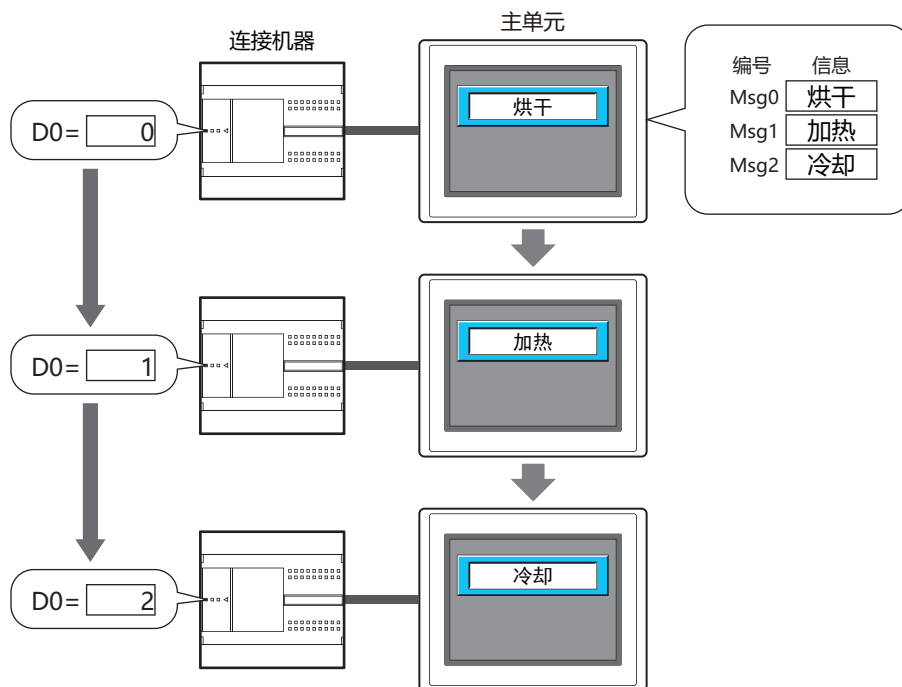 连接机器
主单元
编号 信息
Msg0 烘干
Msg1 加热
Msg2 冷却
D0= 0
烘干
D0= 1
加热
D0= 2
冷却